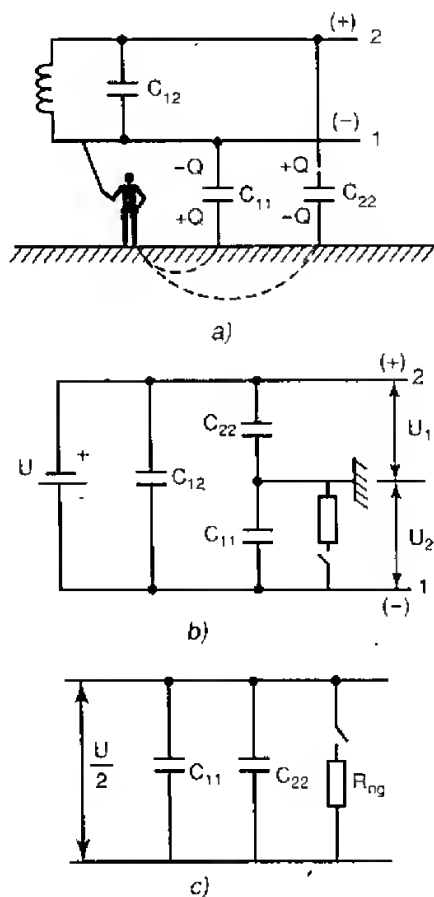 (+)
2
C12
(-)
1
-Q
+Q
C11
+Q
-Q
C22
a)
(+)
2
U
+
-
C12
C22
C11
U1
U2
1
(-)
b)
U
2
C11
C22
Rng
c)